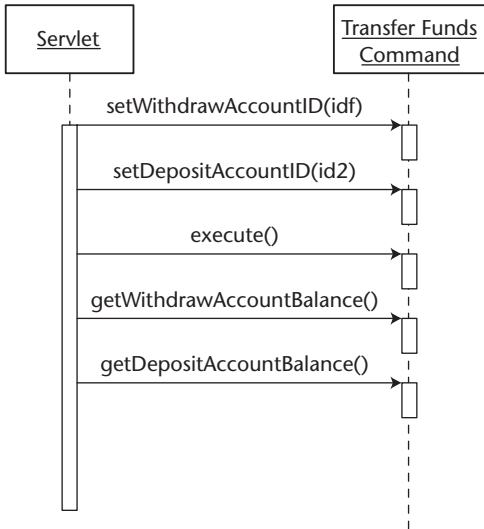 Servlet
Transfer Funds
Command
setWithdrawAccountID(idf)
setDepositAccountID(id2)
execute()
getWithdrawAccountBalance()
getDepositAccountBalance()